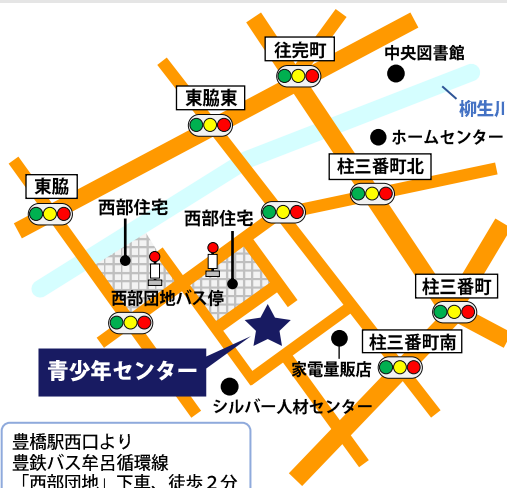 往完町
中央図書館
東脇東
柳生川
ホームセンター
柱三番町北
東脇
西部住宅
西部住宅
西部団地バス停
柱三番町
柱三番町南
青少年センター
家電量販店
シルバー人材センター
豊橋駅西口より
豊鉄バス牟呂循環線
「西部団地」下車、徒歩2分